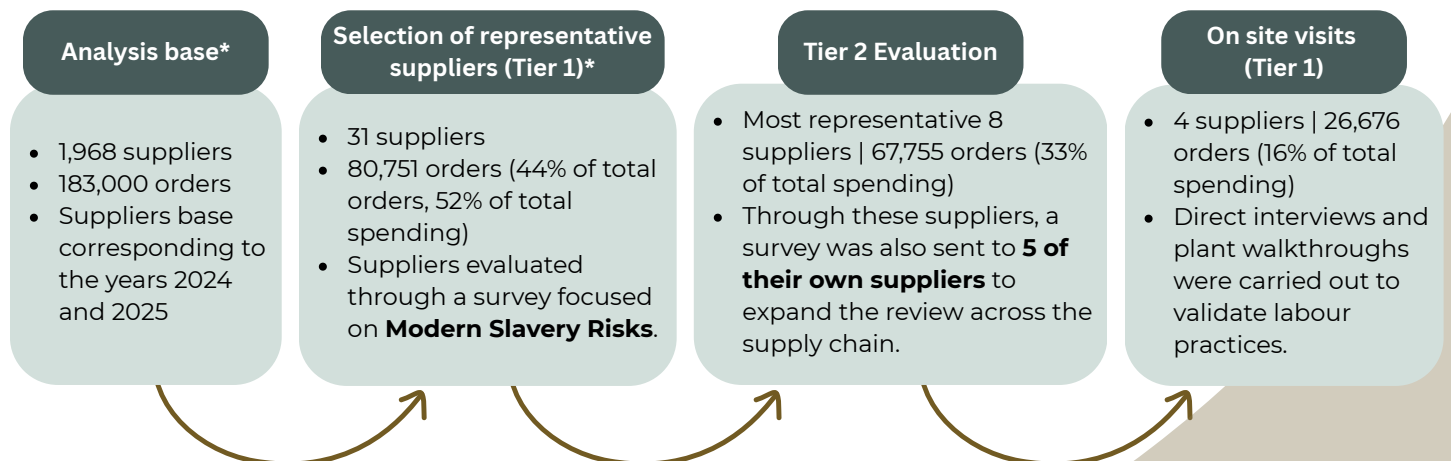 Analysis base*
• 1,968 suppliers
• 183,000 orders
• Suppliers base
corresponding to
the years 2024
and 2025
Selection of representative
suppliers (Tier 1)*
• 31 suppliers
• 80,751 orders (44% of total
orders, 52% of total
spending)
• Suppliers evaluated
through a survey focused
on Modern Slavery Risks.
Tier 2 Evaluation
• Most representative 8
suppliers | 67,755 orders (33%
of total spending)
• Through these suppliers, a
survey was also sent to 5 of
their own suppliers to
expand the review across the
supply chain.
On site visits
(Tier 1)
• 4 suppliers | 26,676
orders (16% of total
spending)
• Direct interviews and
plant walkthroughs
were carried out to
validate labour
practices.